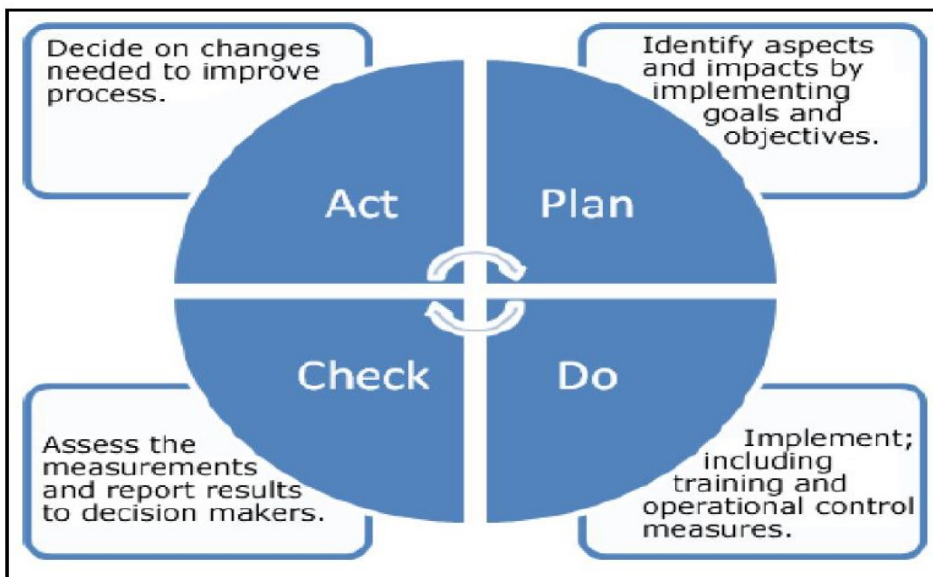 Decide on changes
needed to improve
process.
Identify aspects
and impacts by
implementing
goals and
objectives.
Act
Plan
Check
Do
Assess the
measurements
and report results
to decision makers.
Implement;
including
training and
operational control
measures.